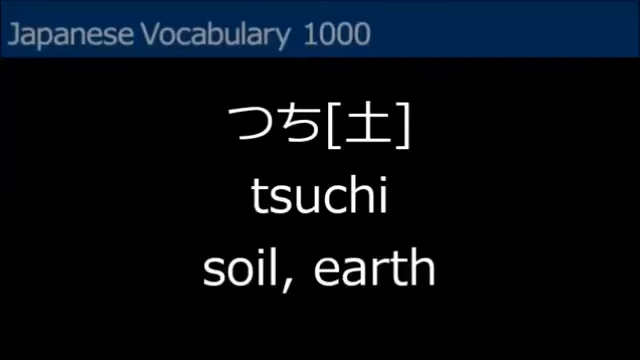 Japanese Vocabulary 1000
つち[土]
tsuchi
soil, earth